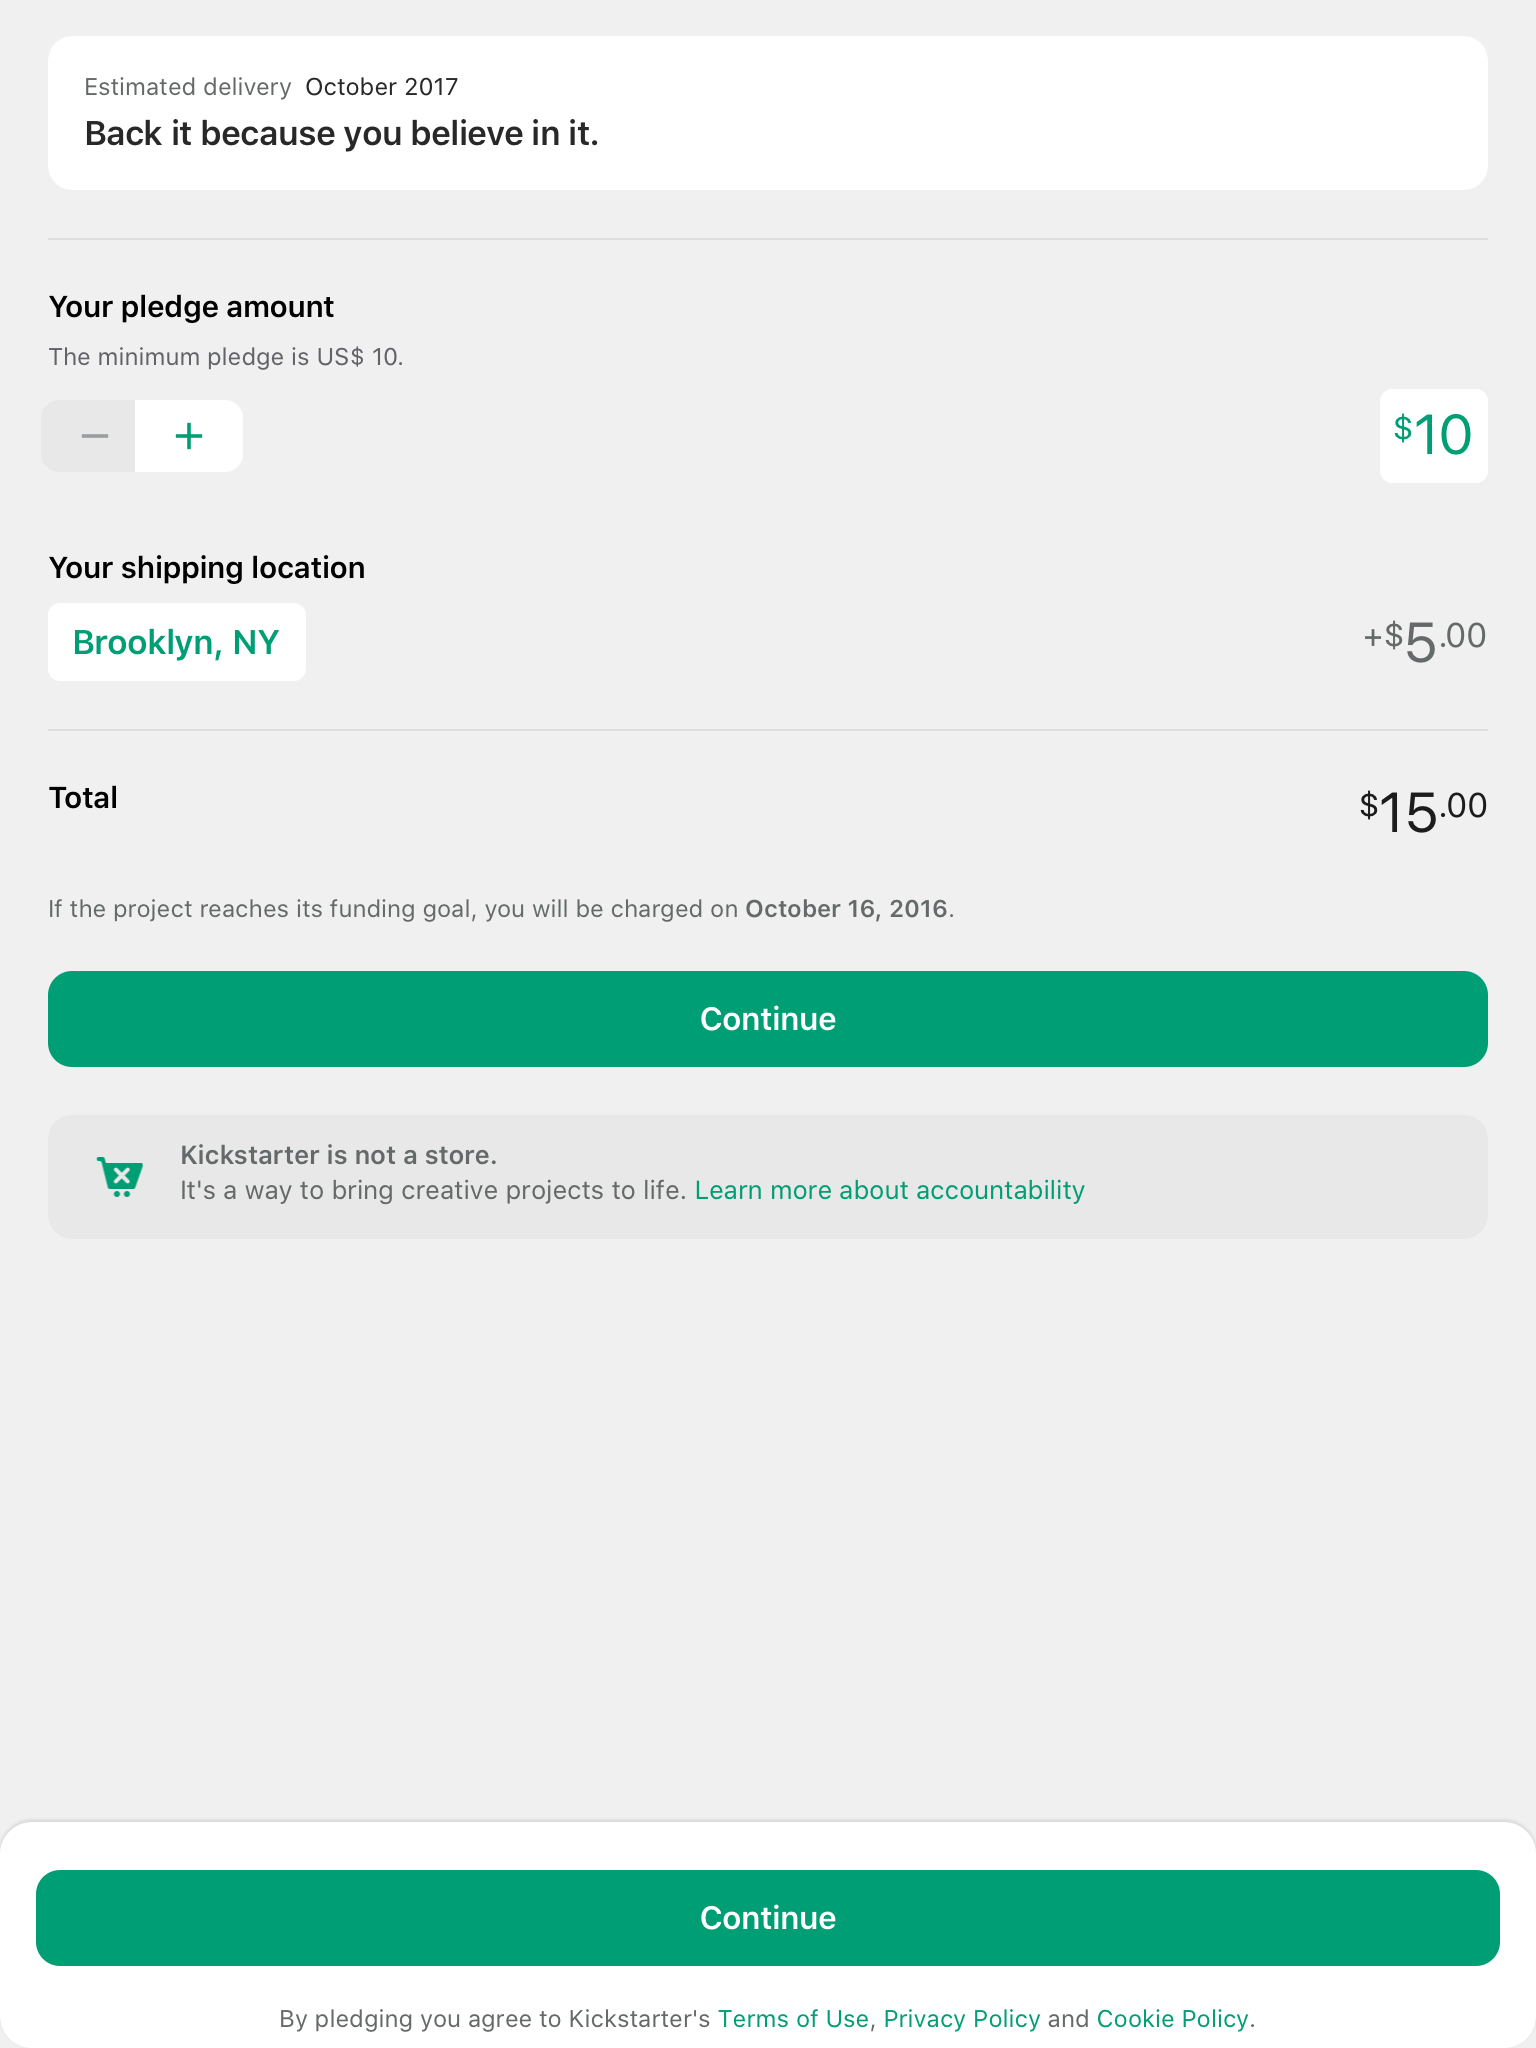 Estimated delivery October 2017
Back it because you believe in it.
Your pledge amount
The minimum pledge is US$ 10.
− +
$10
Your shipping location
Brooklyn, NY
+$5.00
Total
$15.00
If the project reaches its funding goal, you will be charged on October 16, 2016.
Continue
Kickstarter is not a store.
It's a way to bring creative projects to life. Learn more about accountability
Continue
By pledging you agree to Kickstarter's Terms of Use, Privacy Policy and Cookie Policy.